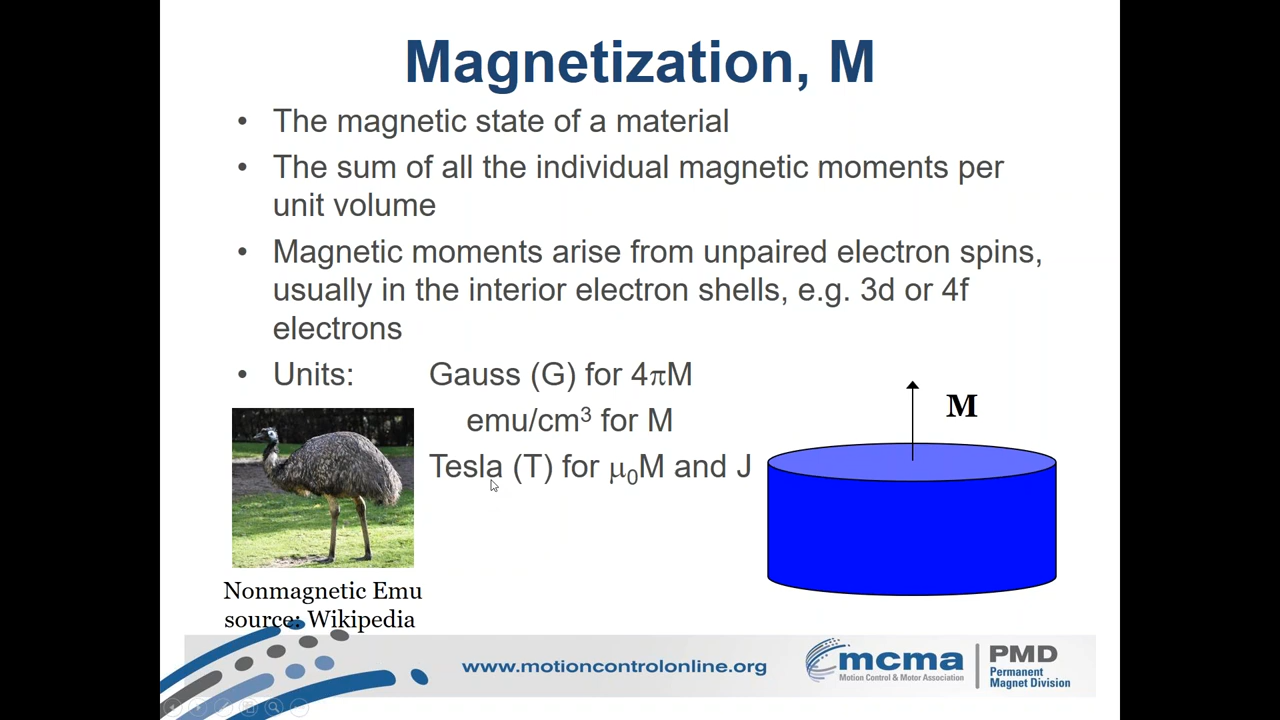 Magnetization, M
• The magnetic state of a material
• The sum of all the individual magnetic moments per
unit volume
• Magnetic moments arise from unpaired electron spins,
usually in the interior electron shells, e.g. 3d or 4f
electrons
• Units: Gauss (G) for 4πM
emu/cm³ for M
Tesla (T) for μ₀M and J
M
Nonmagnetic Emu
source: Wikipedia
www.motioncontrolonline.org
mcma
Motion Control & Motor Association
PMD
Permanent
Magnet Division